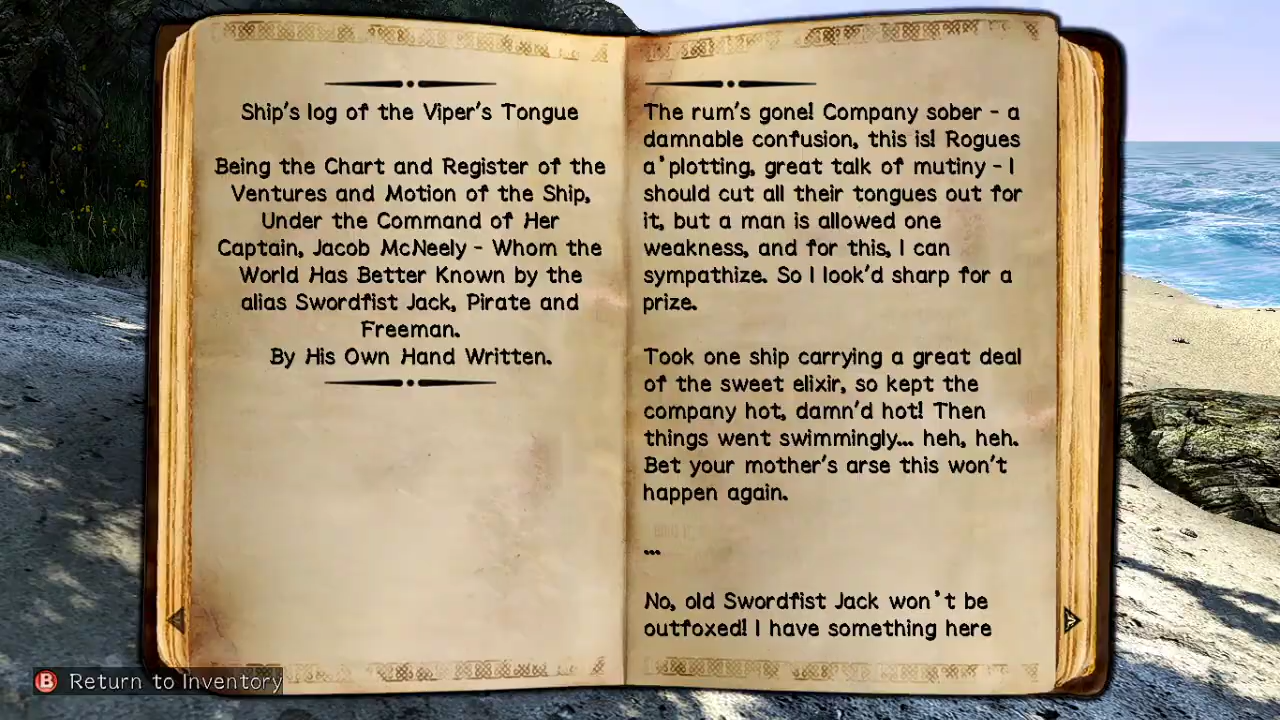 Ship's log of the Viper's Tongue
Being the Chart and Register of the
Ventures and Motion of the Ship,
Under the Command of Her
Captain, Jacob McNeely - Whom the
World Has Better Known by the
alias Swordfist Jack, Pirate and
Freeman.
By His Own Hand Written.
The rum's gone! Company sober - a
damnable confusion, this is! Rogues
a'plotting, great talk of mutiny - I
should cut all their tongues out for
it, but a man is allowed one
weakness, and for this, I can
sympathize. So I look'd sharp for a
prize.
Took one ship carrying a great deal
of the sweet elixir, so kept the
company hot, damn'd hot! Then
things went swimmingly... heh, heh.
Bet your mother's arse this won't
happen again.
...
No, old Swordfist Jack won't be
outfoxed! I have something here
B Return to Inventory